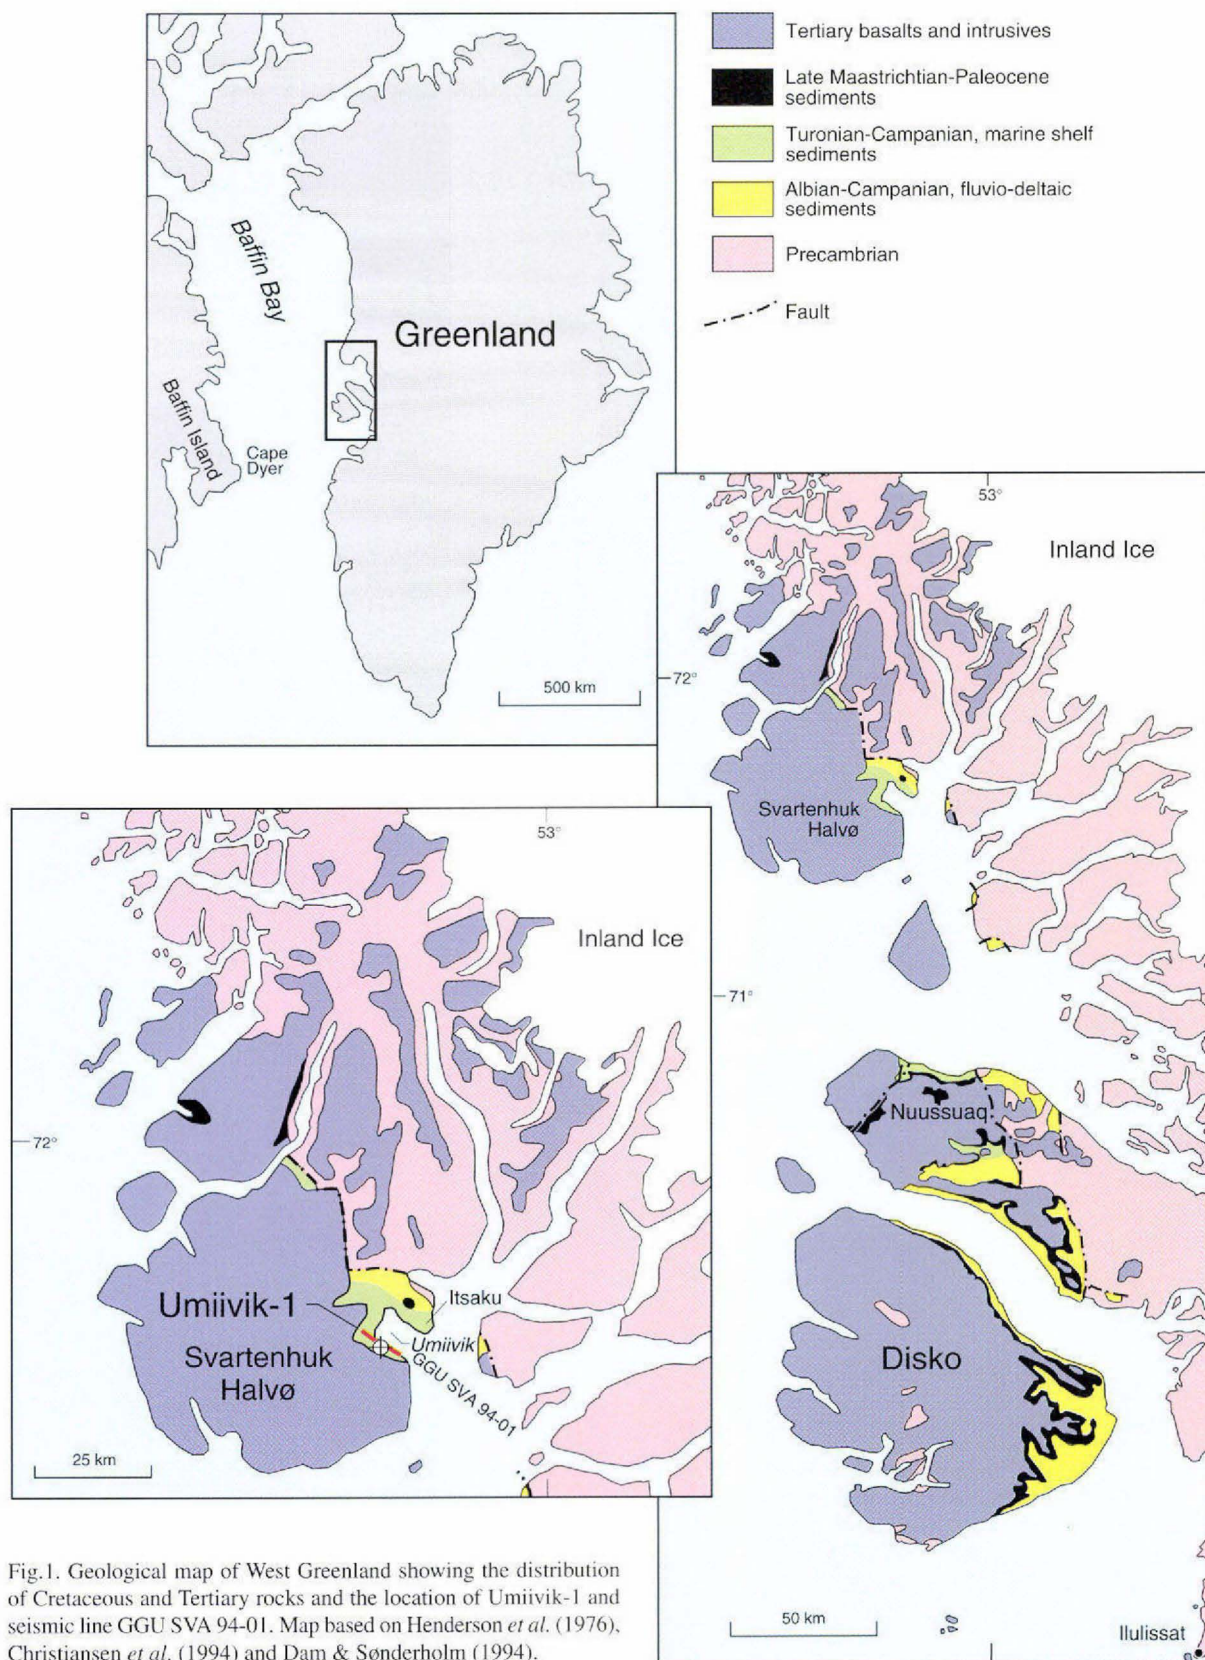 Tertiary basalts and intrusives
Late Maastrichtian-Paleocene
sediments
Turonian-Campanian, marine shelf
sediments
Albian-Campanian, fluvio-deltaic
sediments
Precambrian
Fault
Baffin Bay
Greenland
Baffin Island
Cape
Dyer
500 km
53°
Inland Ice
72°
Svartenhuk
Halvø
71°
Nuussuaq
Disko
50 km
Ilulissat
53°
Inland Ice
72°
Umiivik-1
Itsaku
Umiivik
GGU SVA 94-01
Svartenhuk
Halvø
25 km
Fig.1. Geological map of West Greenland showing the distribution
of Cretaceous and Tertiary rocks and the location of Umiivik-1 and
seismic line GGU SVA 94-01. Map based on Henderson et al. (1976),
Christiansen et al. (1994) and Dam & Sønderholm (1994).